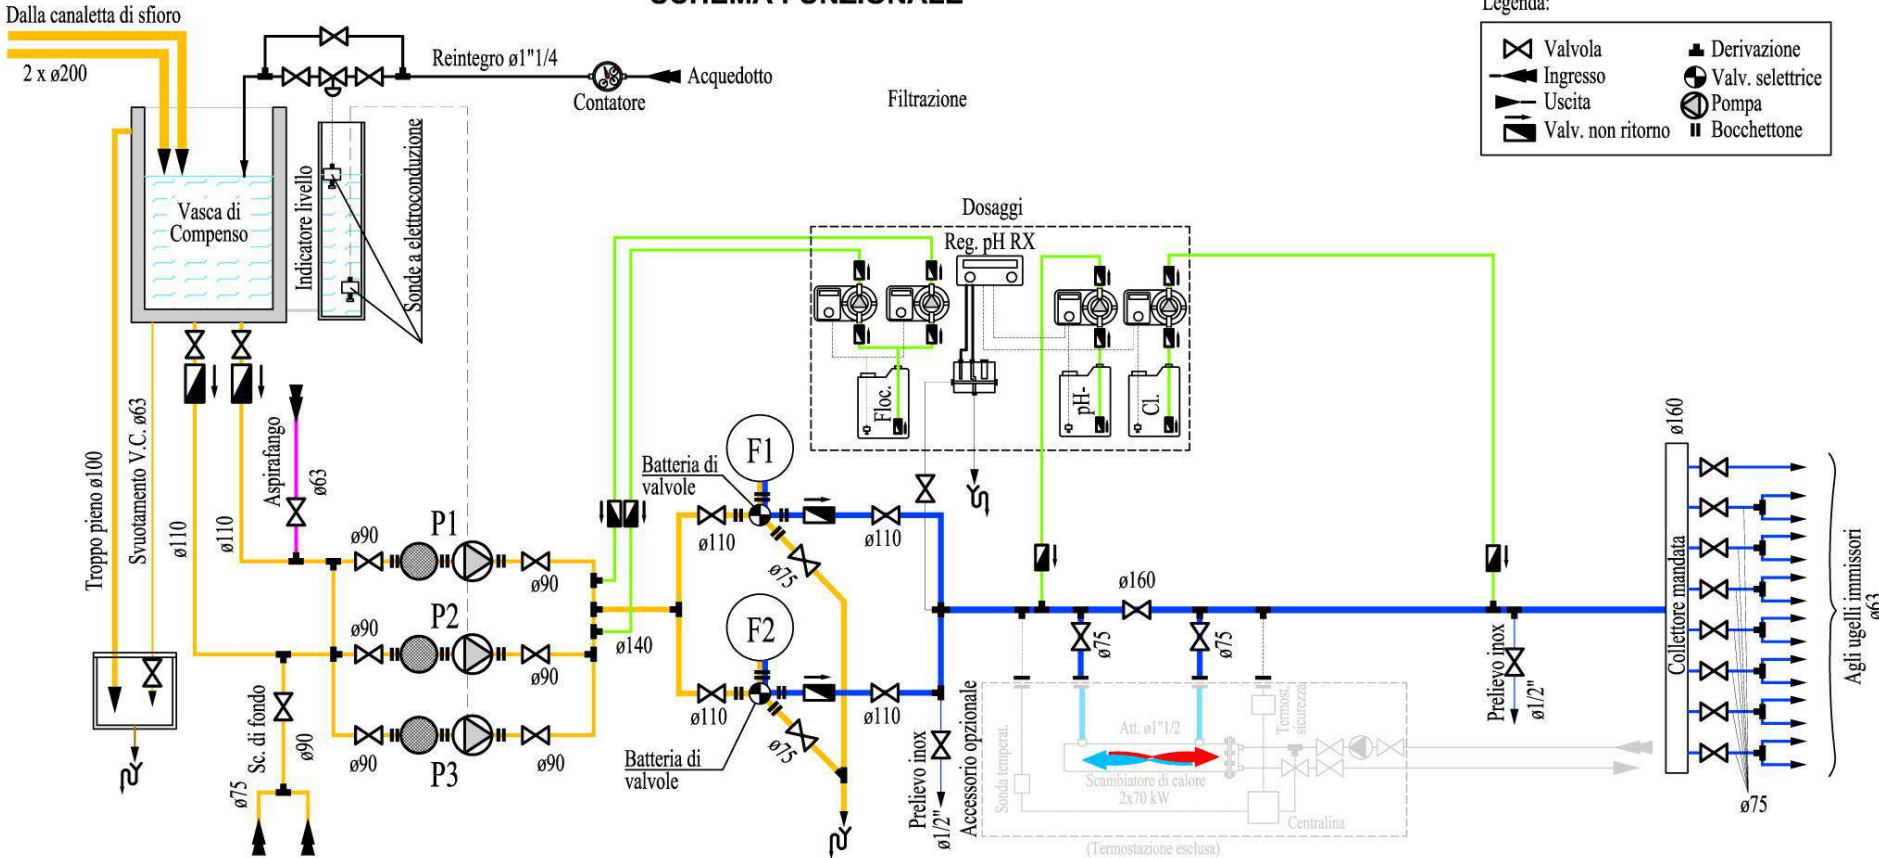 SCHEMA FUNZIONALE
Legenda:
Valvola
Ingresso
Uscita
Valv. non ritorno
Derivazione
Valv. selettrice
Pompa
Bocchettone
Dalla canaletta di sfioro
2 x ø200
Reintegro ø1"1/4
Contatore
Acquedotto
Filtrazione
Vasca di
Compenso
Indicatore livello
Sonde a elettroconduzione
Dosaggi
Reg. pH RX
Floc.
pH-
Cl.
Troppo pieno ø100
Svuotamento V.C. ø63
ø110
ø110
Aspirafango
ø63
P1
ø90
ø90
P2
ø90
ø90
P3
ø90
ø90
Sc. di fondo
ø90
ø75
ø140
Batteria di
valvole
F1
ø110
ø110
ø75
F2
ø110
ø110
ø75
Batteria di
valvole
Prelievo inox
ø1/2"
ø160
ø75
ø75
Accessorio opzionale
Sonda temperat.
Att. ø1"1/2
Termost.
sicurezza
Scambiatore di calore
2x70 kW
Centralina
(Termostazione esclusa)
Prelievo inox
ø1/2"
ø160
Collettore mandata
ø75
Agli ugelli immissori
ø63